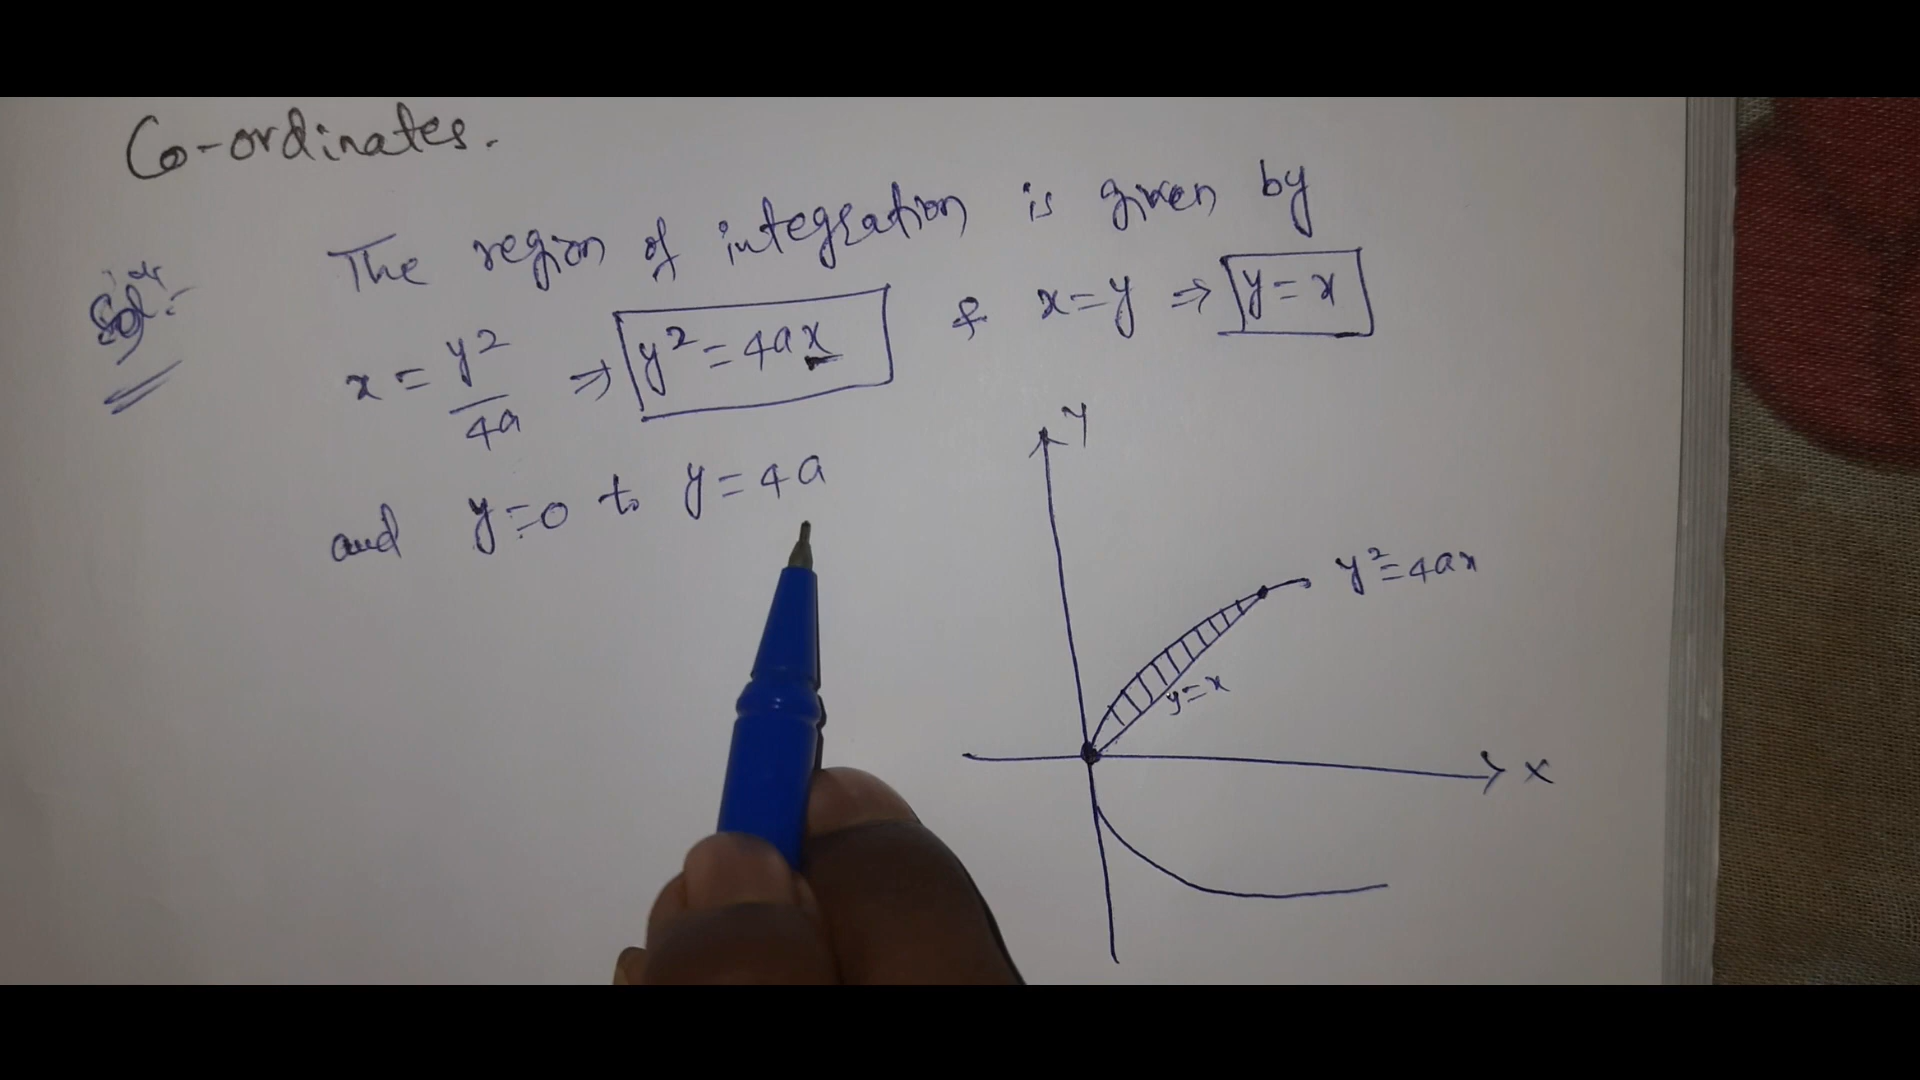 Co-ordinates.
Sol:-
The region of integration is given by
x = y²/4a ⇒ y² = 4ax & x = y ⇒ y = x
and y = 0 to y = 4a
Y
y² = 4ax
y = x
X